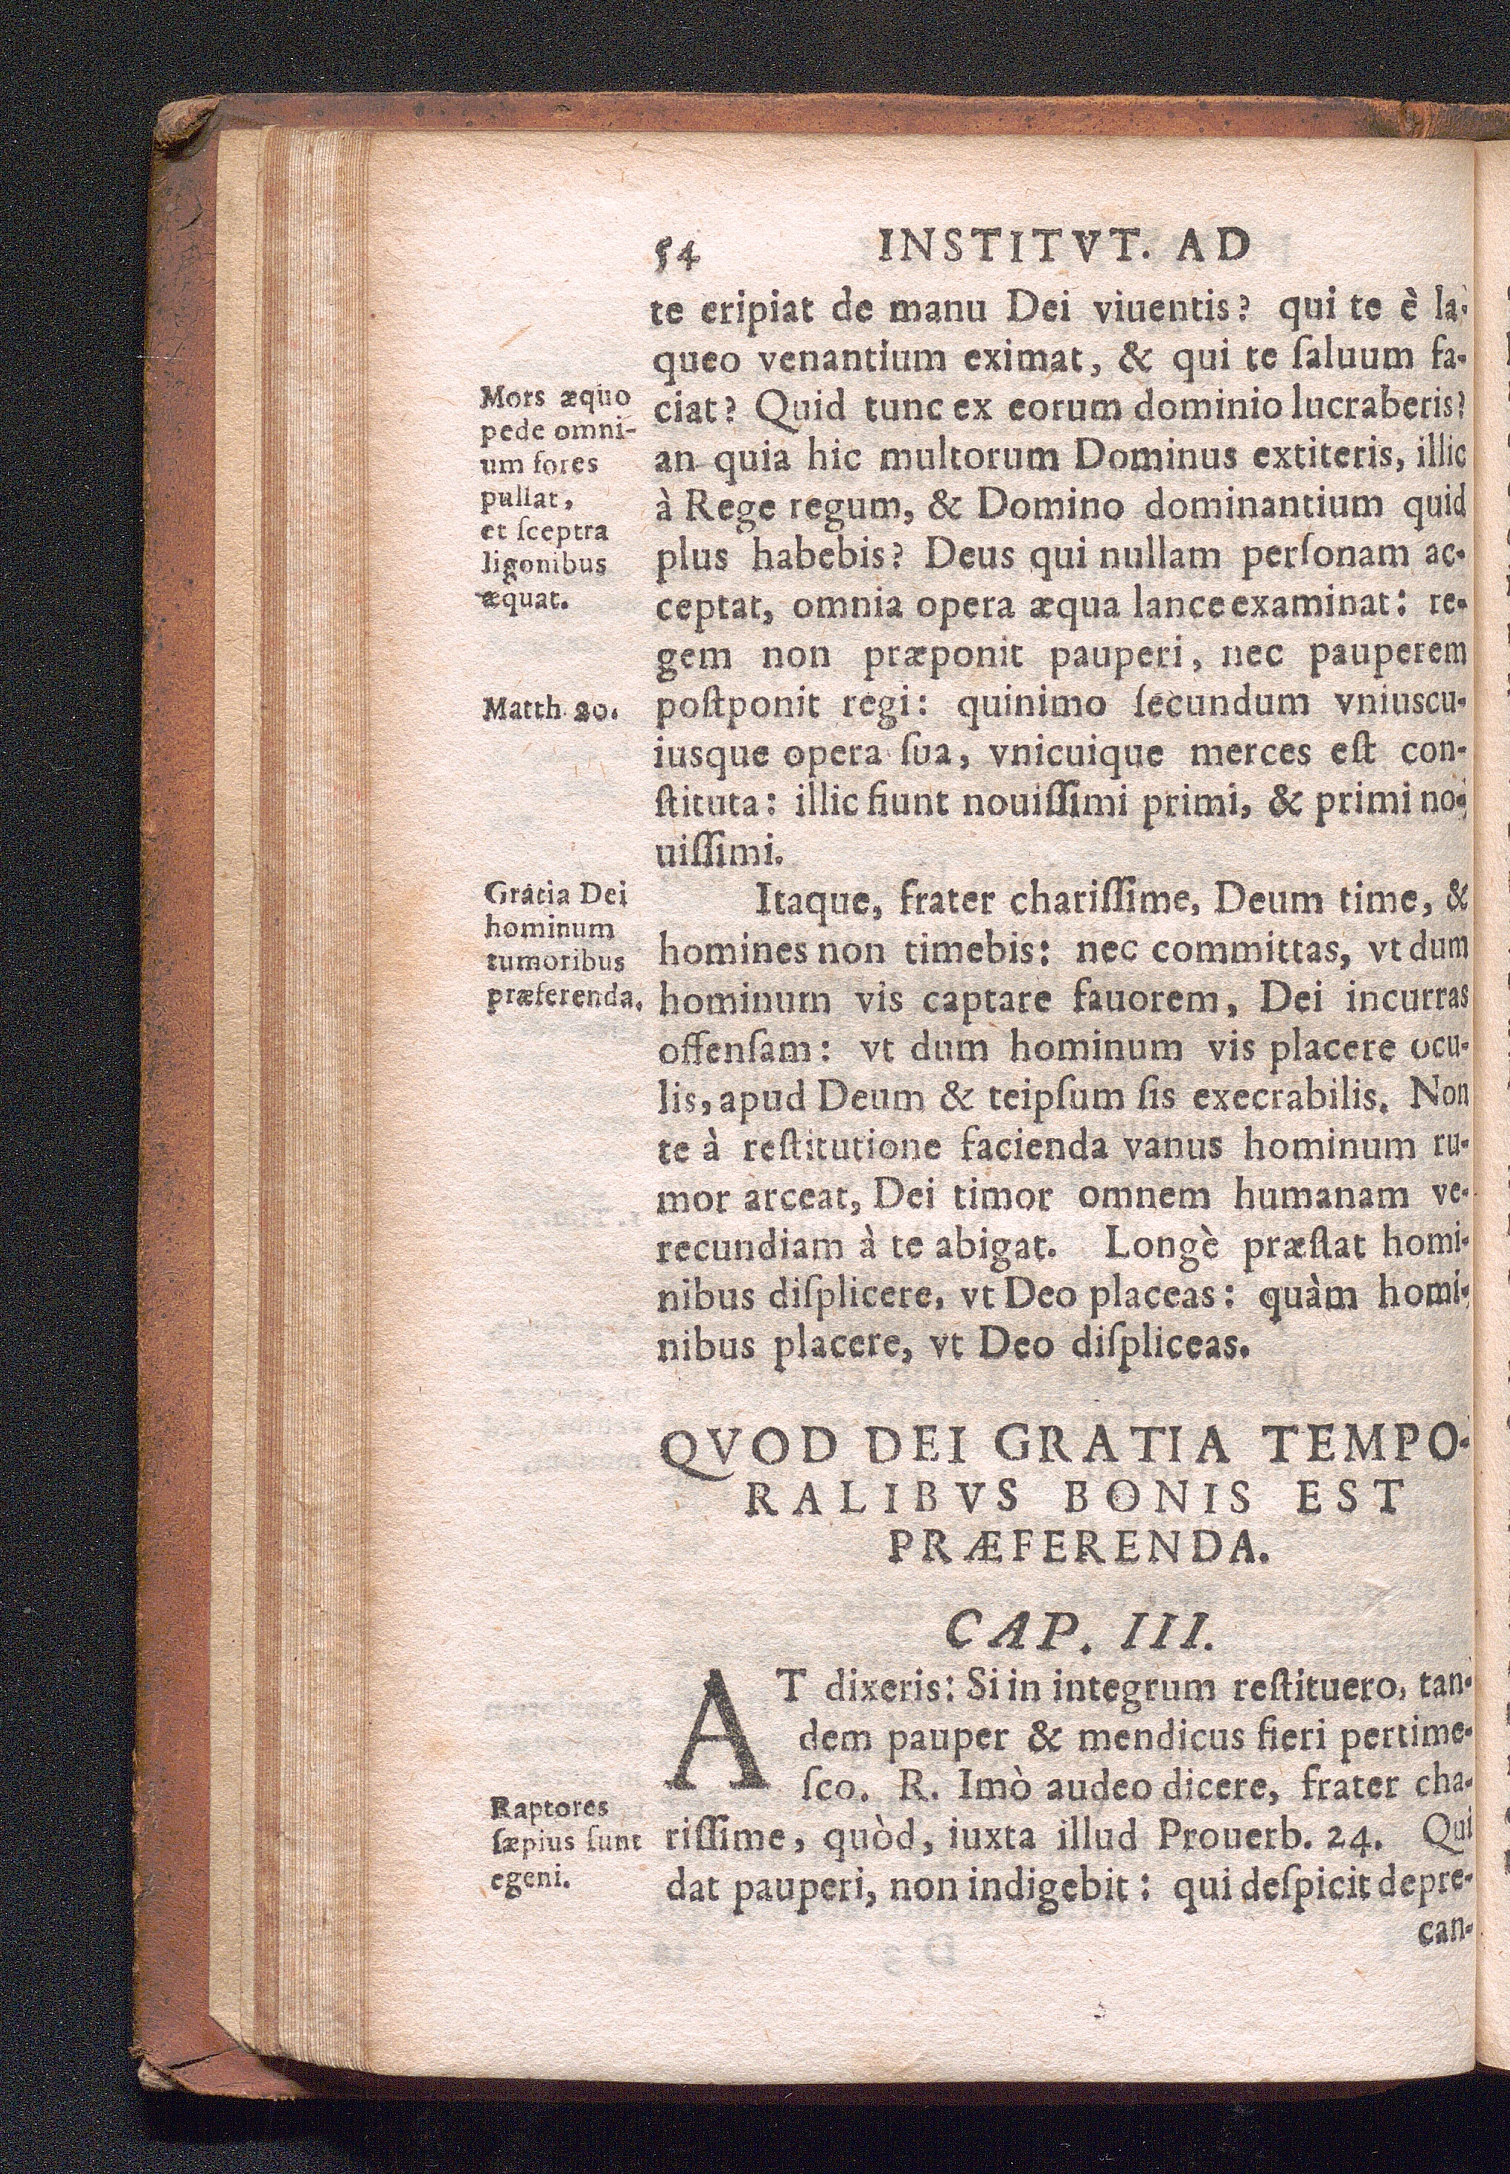 54 INSTITVT. AD
te eripiat de manu Dei viuentis? qui te è la-
queo venantium eximat, & qui te ſaluum fa-
ciat? Quid tunc ex eorum dominio lucraberis?
an quia hic multorum Dominus extiteris, illic
à Rege regum, & Domino dominantium quid
plus habebis? Deus qui nullam perſonam ac-
ceptat, omnia opera æqua lance examinat: re-
gem non præponit pauperi, nec pauperem
poſtponit regi: quinimo ſecundum vniuscu-
iusque opera ſua, vnicuique merces eſt con-
ſtituta: illic fiunt nouiſſimi primi, & primi no-
uiſſimi.
Mors æquo
pede omni-
um fores
pullat,
et ſceptra
ligonibus
æquat.
Matth 20.
Itaque, frater chariſſime, Deum time, &
homines non timebis: nec committas, vt dum
hominum vis captare fauorem, Dei incurras
offenſam: vt dum hominum vis placere ocu-
lis, apud Deum & teipſum ſis execrabilis. Non
te à reſtitutione facienda vanus hominum ru-
mor arceat, Dei timor omnem humanam ve-
recundiam à te abigat. Longè præſtat homi-
nibus diſplicere, vt Deo placeas: quàm homi-
nibus placere, vt Deo diſpliceas.
Gratia Dei
hominum
tumoribus
præferenda.
QVOD DEI GRATIA TEMPO-
RALIBVS BONIS EST
PRÆFERENDA.
CAP. III.
AT dixeris: Si in integrum reſtituero, tan-
dem pauper & mendicus fieri pertime-
ſco. R. Imò audeo dicere, frater cha-
riſſime, quòd, iuxta illud Prouerb. 24. Qui
dat pauperi, non indigebit: qui deſpicit depre-
can-
Raptores
ſæpius ſunt
egeni.